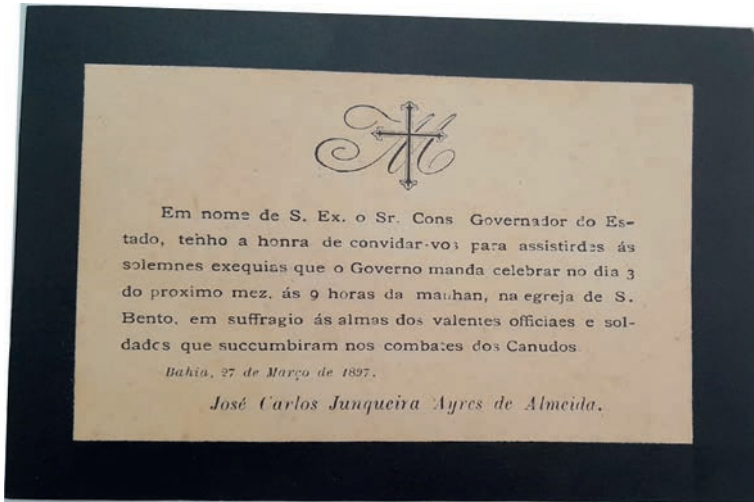 M
Em nome de S. Ex. o Sr. Cons Governador do Es-
tado, tenho a honra de convidar-vos para assistirdes ás
solemnes exequias que o Governo manda celebrar no dia 3
do proximo mez, ás 9 horas da manhan, na egreja de S.
Bento, em suffragio ás almas dos valentes officiaes e sol-
dados que succumbiram nos combates dos Canudos
Bahia, 27 de Março de 1897.
José Carlos Junqueira Ayres de Almeida.